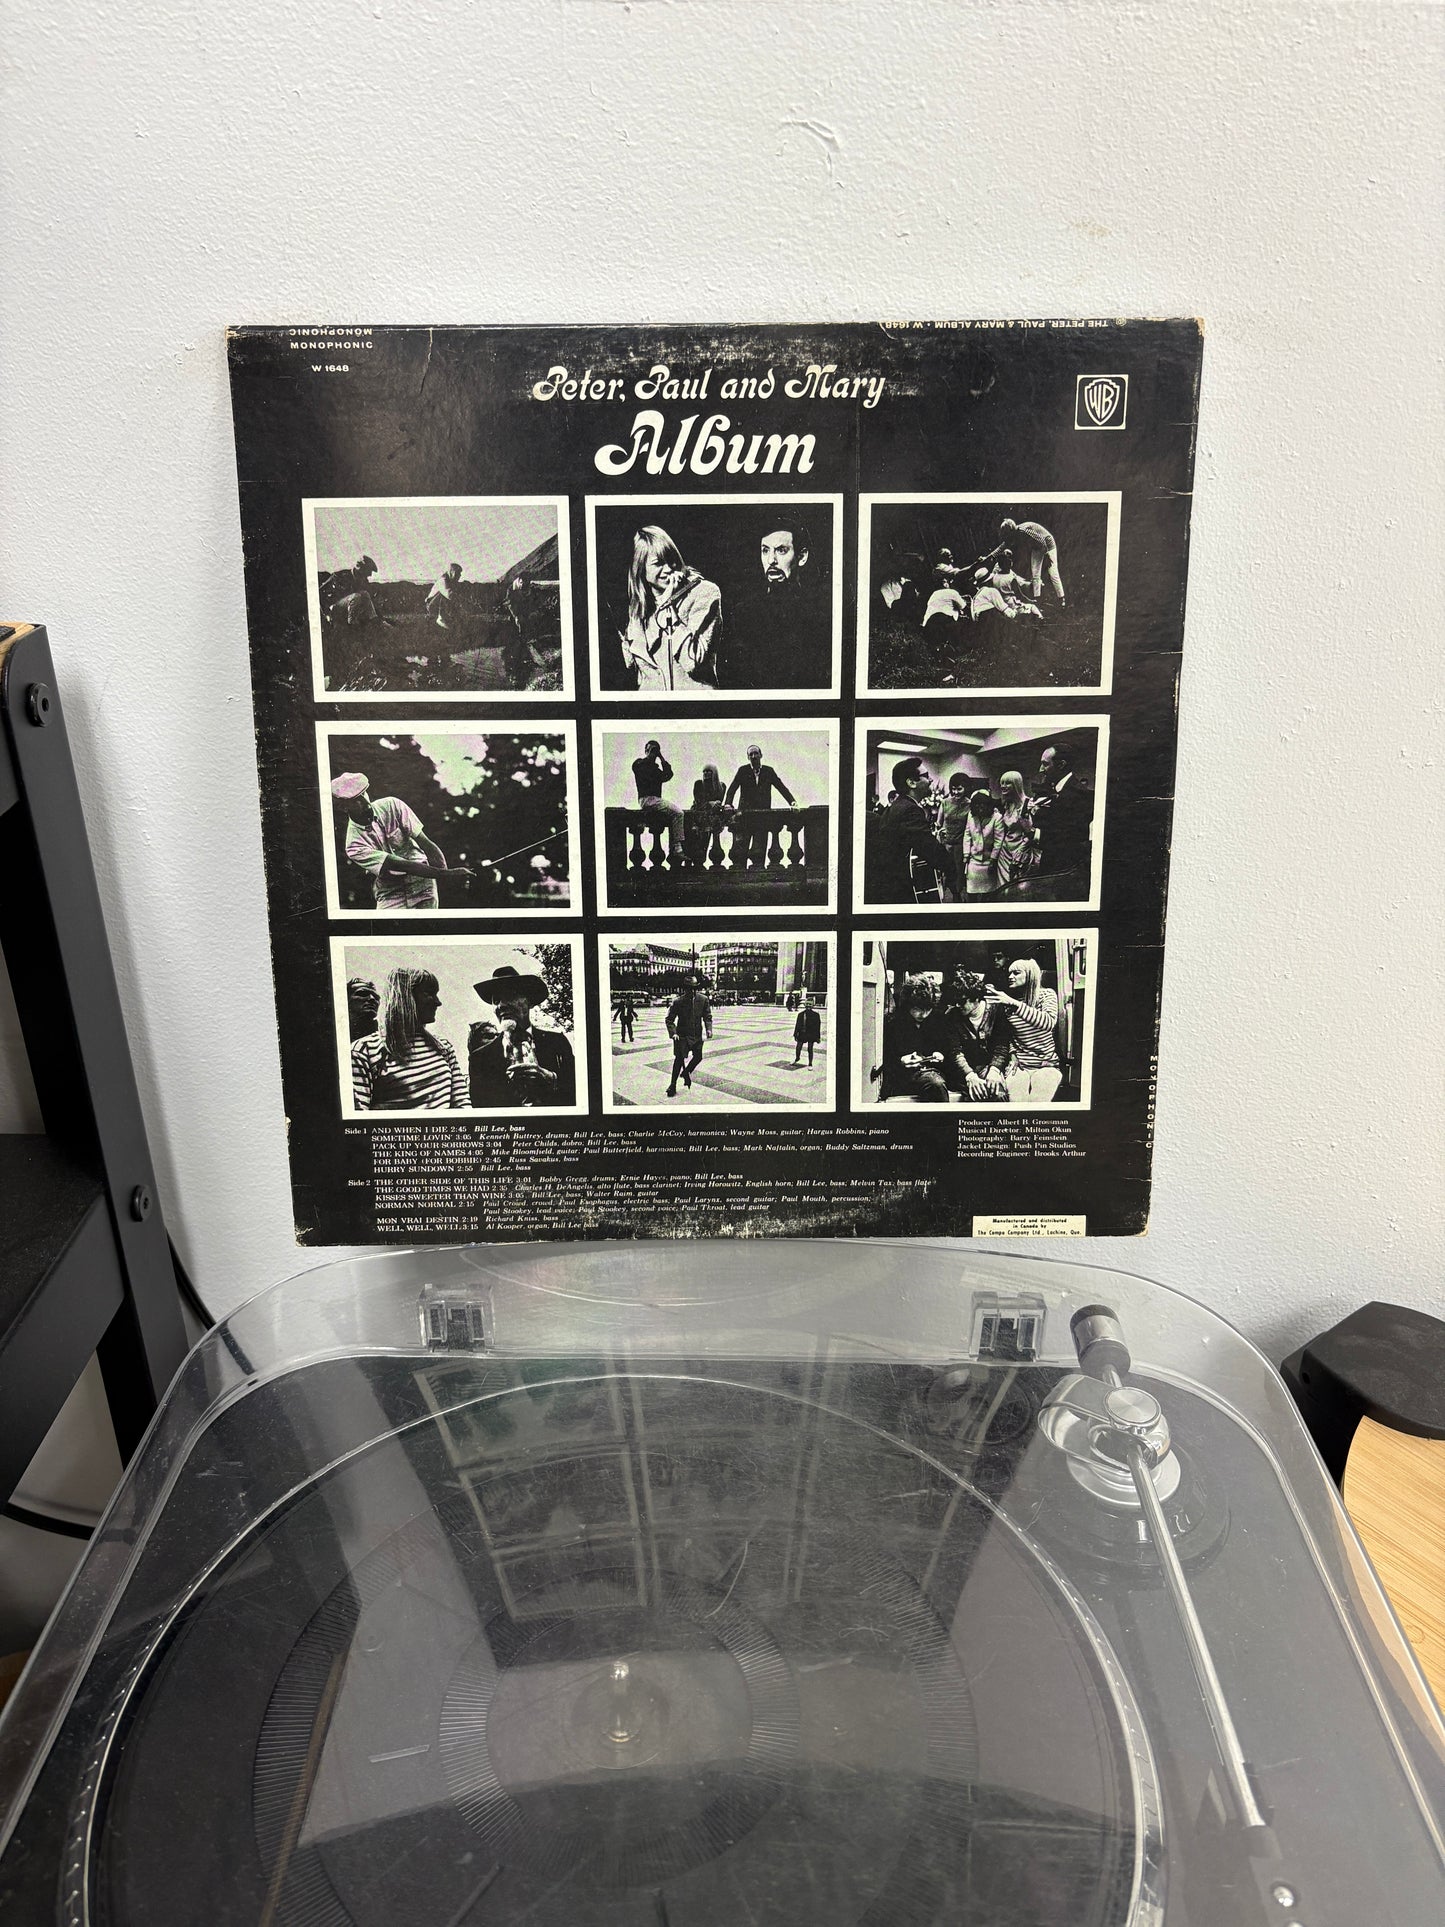 MONOPHONIC
THE PETER, PAUL & MARY ALBUM • W 1648
MONOPHONIC
W 1648
Peter, Paul and Mary
Album
WB
MONOPHONIC
Side 1 AND WHEN I DIE 2:45 Bill Lee, bass
SOMETIME LOVIN' 3:05 Kenneth Buttrey, drums; Bill Lee, bass; Charlie McCoy, harmonica; Wayne Moss, guitar; Hargus Robbins, piano
PACK UP YOUR SORROWS 3:04 Peter Childs, dobro; Bill Lee, bass
THE KING OF NAMES 4:05 Mike Bloomfield, guitar; Paul Butterfield, harmonica; Bill Lee, bass; Mark Naftalin, organ; Buddy Saltzman, drums
FOR BABY (FOR BOBBIE) 2:45 Russ Savakus, bass
HURRY SUNDOWN 2:55 Bill Lee, bass
Side 2 THE OTHER SIDE OF THIS LIFE 3:01 Bobby Gregg, drums; Ernie Hayes, piano; Bill Lee, bass
THE GOOD TIMES WE HAD 2:35 Charles H. DeAngelis, alto flute, bass clarinet; Irving Horowitz, English horn; Bill Lee, bass; Melvin Tax, bass flute
KISSES SWEETER THAN WINE 3:05 Bill Lee, bass; Walter Raim, guitar
NORMAN NORMAL 2:15 Paul Crowd, crowd; Paul Esophagus, electric bass; Paul Larynx, second guitar; Paul Mouth, percussion;
Paul Stookey, lead voice; Paul Stookey, second voice; Paul Throat, lead guitar
MON VRAI DESTIN 2:19 Richard Kniss, bass
WELL, WELL, WELL 3:15 Al Kooper, organ, Bill Lee bass
Producer: Albert B. Grossman
Musical Director: Milton Okun
Photography: Barry Feinstein
Jacket Design: Push Pin Studios
Recording Engineer: Brooks Arthur
Manufactured and distributed
in Canada by
The Compo Company Ltd., Lachine, Que.